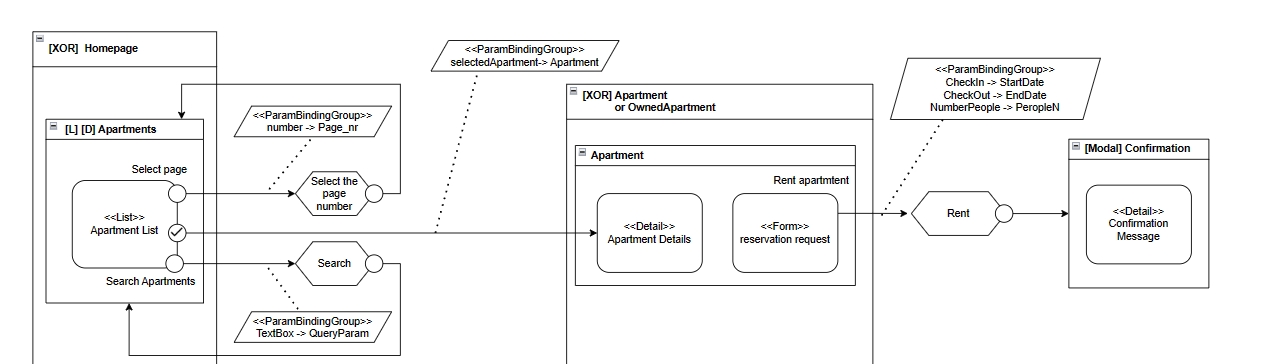 [XOR] Homepage
[L] [D] Apartments
Select page
<<List>>
Apartment List
Search Apartments
<<ParamBindingGroup>>
number -> Page_nr
Select the
page
number
Search
<<ParamBindingGroup>>
TextBox -> QueryParam
<<ParamBindingGroup>>
selectedApartment-> Apartment
[XOR] Apartment
or OwnedApartment
Apartment
Rent apartmtent
<<Detail>>
Apartment Details
<<Form>>
reservation request
<<ParamBindingGroup>>
CheckIn -> StartDate
CheckOut -> EndDate
NumberPeople -> PeropleN
Rent
[Modal] Confirmation
<<Detail>>
Confirmation
Message